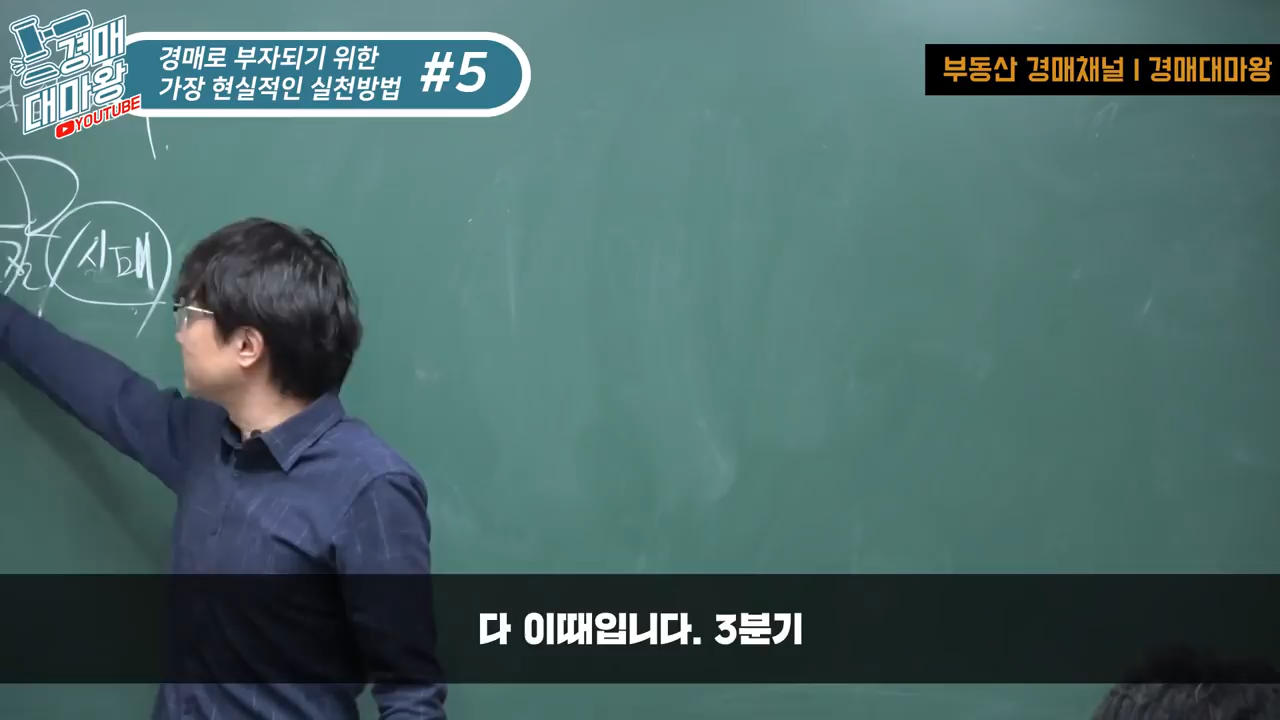 경매
대마왕
YOUTUBE
경매로 부자되기 위한
가장 현실적인 실천방법
#5
부동산 경매채널 I 경매대마왕
다 이때입니다. 3분기